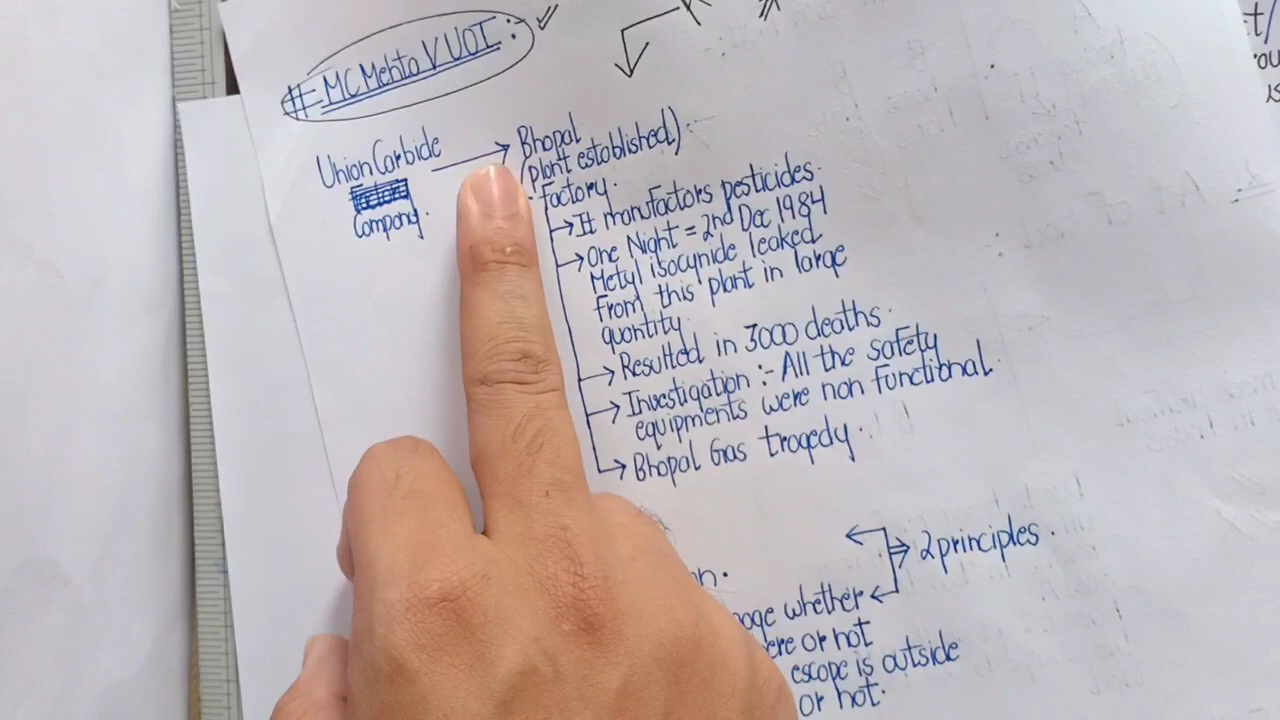 # MC Mehta V UOI :-
Union Carbide
Company.
Bhopal
(plant established).
factory.
It manufactors pesticides.
One Night = 2nd Dec 1984
Metyl isocynide leaked
from this plant in large
quantity.
Resulted in 3000 deaths.
Investigation :- All the safety
equipments were non functional.
Bhopal Gas tragedy.
2 principles.
whether
or not
escape is outside
or not.